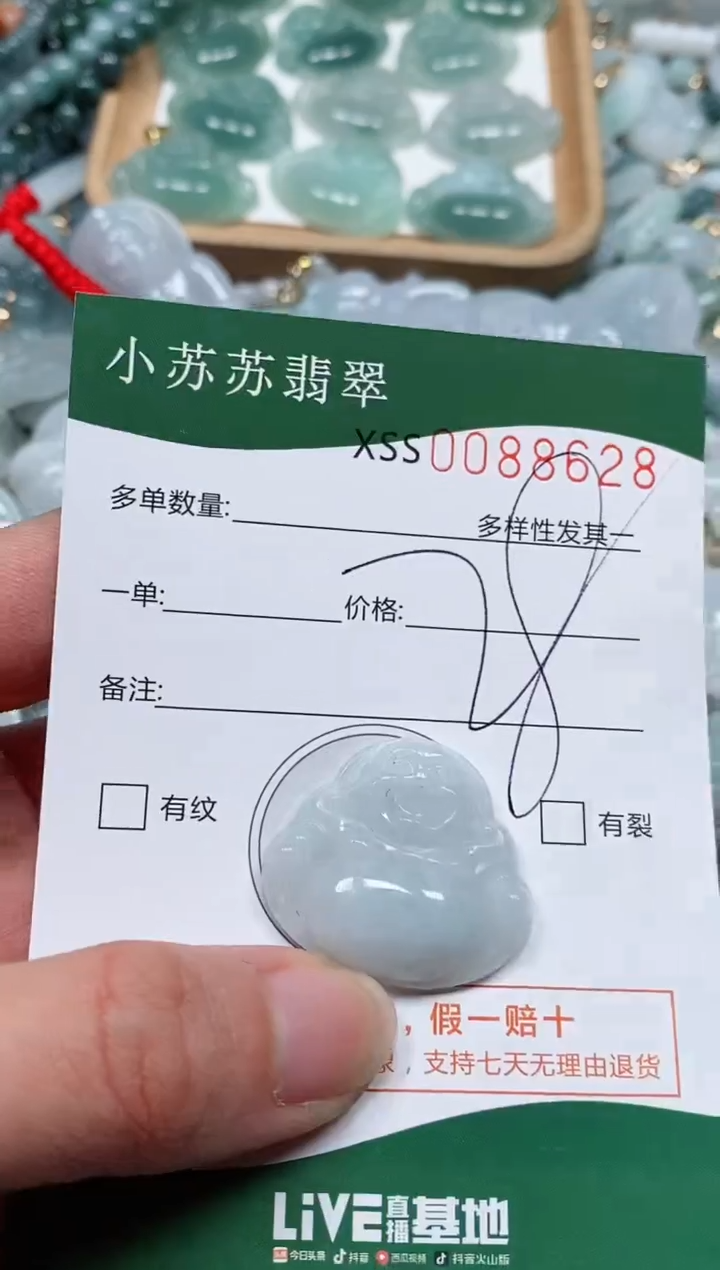 小苏苏翡翠
XSS0088628
多单数量:
多样性发其一
一单: 价格:
备注:
有纹 有裂
，假一赔十
，支持七天无理由退货
LiVE直播基地
今日头条 抖音 西瓜视频 抖音火山版